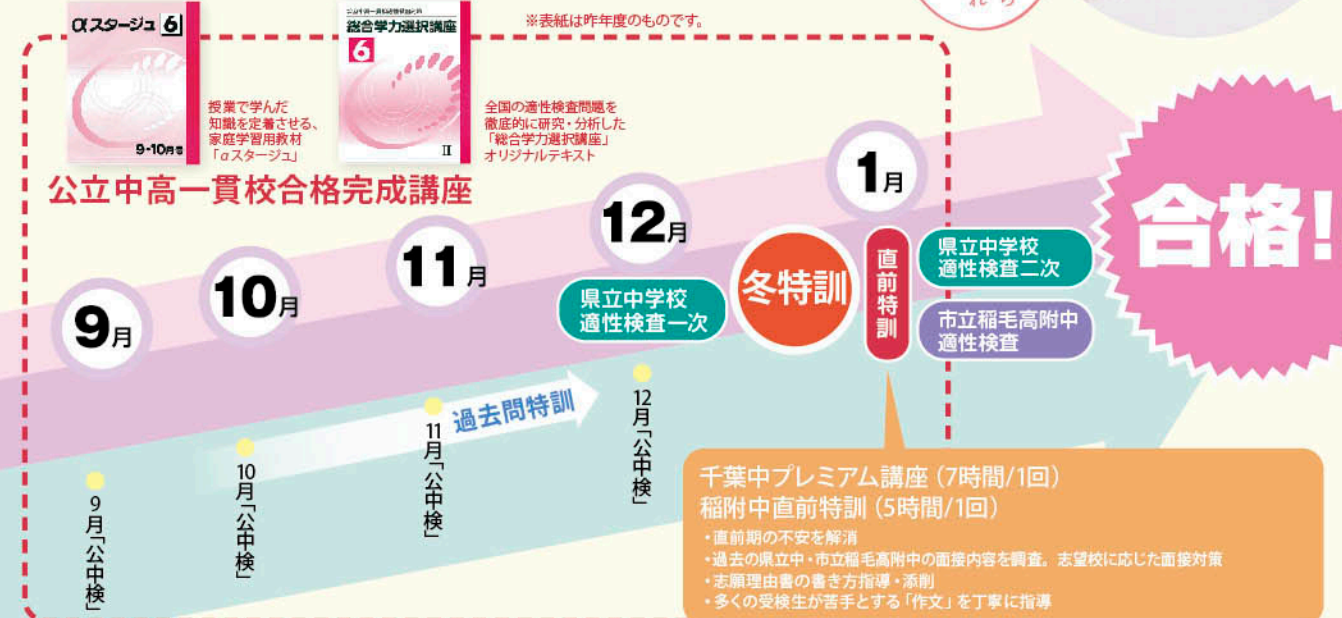 αスタージュ 6
9-10月号
総合学力選択講座
6
II
※表紙は昨年度のものです。
授業で学んだ
知識を定着させる、
家庭学習用教材
「αスタージュ」
全国の適性検査問題を
徹底的に研究・分析した
「総合学力選択講座」
オリジナルテキスト
公立中高一貫校合格完成講座
9月
10月
11月
12月
1月
県立中学校
適性検査一次
冬特訓
直前特訓
県立中学校
適性検査二次
市立稲毛高附中
適性検査
合格!
過去問特訓
9月「公中検」
10月「公中検」
11月「公中検」
12月「公中検」
千葉中プレミアム講座（7時間/1回）
稲附中直前特訓（5時間/1回）
・直前期の不安を解消
・過去の県立中・市立稲毛高附中の面接内容を調査。志望校に応じた面接対策
・志願理由書の書き方指導・添削
・多くの受検生が苦手とする「作文」を丁寧に指導